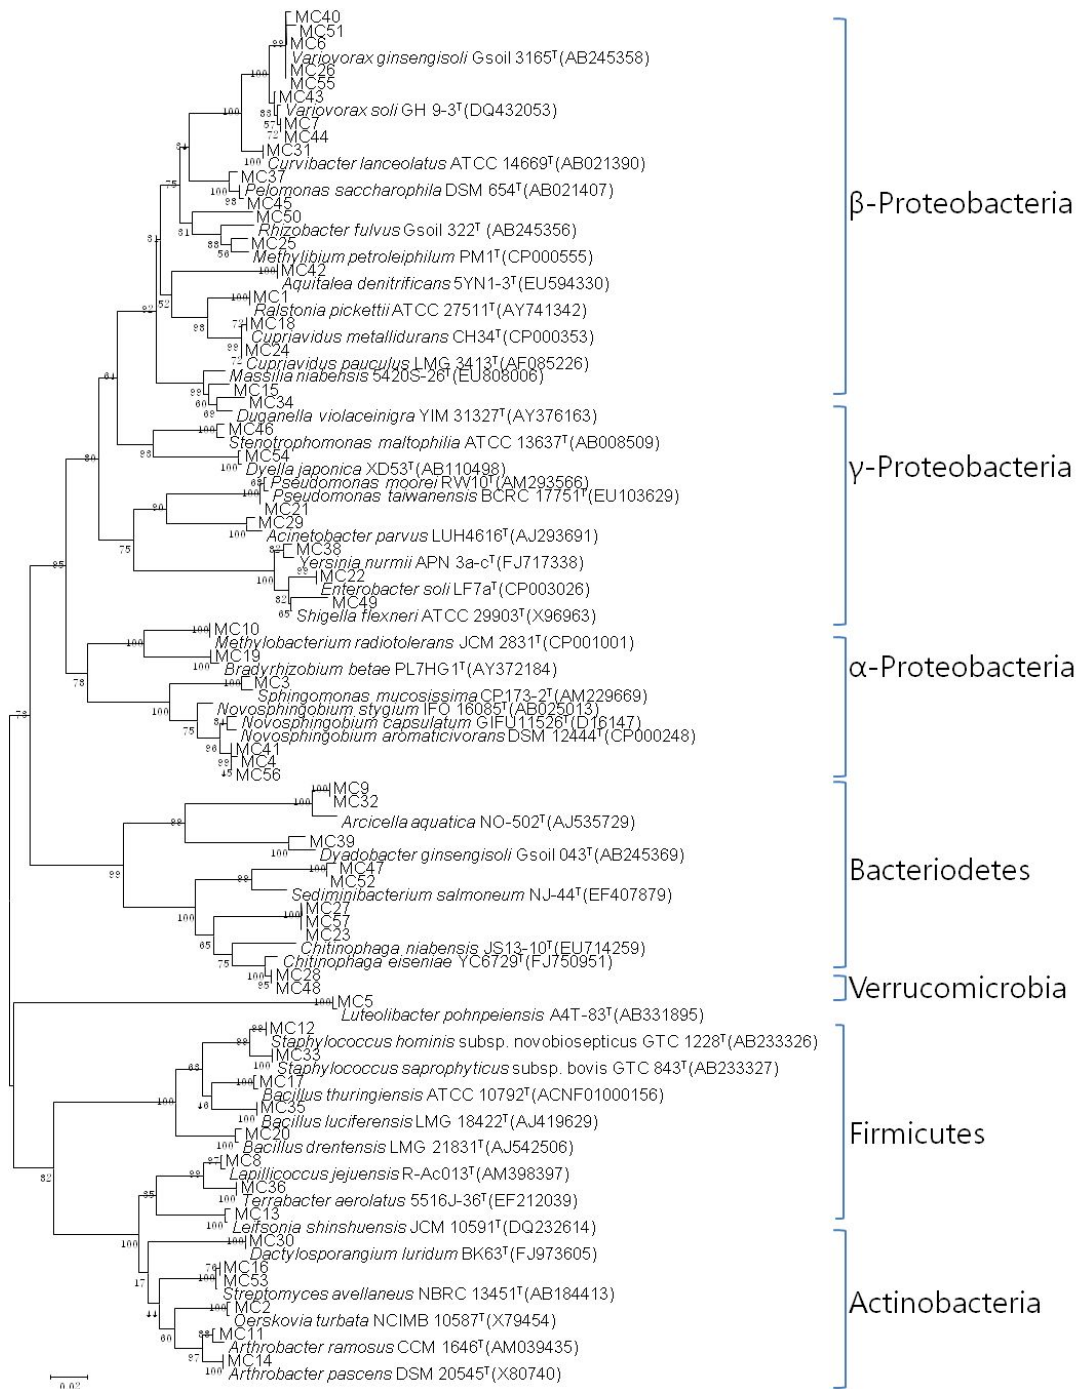 MC40
MC51
MC6
Variovorax ginsengisoli Gsoil 3165ᵀ(AB245358)
MC26
MC55
MC43
Variovorax soli GH 9-3ᵀ(DQ432053)
MC7
MC44
MC31
Curvibacter lanceolatus ATCC 14669ᵀ(AB021390)
MC37
Pelomonas saccharophila DSM 654ᵀ(AB021407)
MC45
MC50
Rhizobacter fulvus Gsoil 322ᵀ (AB245356)
MC25
Methylibium petroleiphilum PM1ᵀ(CP000555)
MC42
Aquitalea denitrificans 5YN1-3ᵀ(EU594330)
MC1
Ralstonia pickettii ATCC 27511ᵀ(AY741342)
MC18
Cupriavidus metallidurans CH34ᵀ(CP000353)
MC24
Cupriavidus pauculus LMG 3413ᵀ(AF085226)
Massilia niabensis 5420S-26ᵀ(EU808006)
MC15
MC34
Duganella violaceinigra YIM 31327ᵀ(AY376163)
β-Proteobacteria
MC46
Stenotrophomonas maltophilia ATCC 13637ᵀ(AB008509)
MC54
Dyella japonica XD53ᵀ(AB110498)
Pseudomonas moorei RW10ᵀ(AM293566)
Pseudomonas taiwanensis BCRC 17751ᵀ(EU103629)
MC21
MC29
Acinetobacter parvus LUH4616ᵀ(AJ293691)
MC38
Yersinia nurmii APN 3a-cᵀ(FJ717338)
MC22
Enterobacter soli LF7aᵀ(CP003026)
MC49
Shigella flexneri ATCC 29903ᵀ(X96963)
γ-Proteobacteria
MC10
Methylobacterium radiotolerans JCM 2831ᵀ(CP001001)
MC19
Bradyrhizobium betae PL7HG1ᵀ(AY372184)
MC3
Sphingomonas mucosissima CP173-2ᵀ(AM229669)
Novosphingobium stygium IFO 16085ᵀ(AB025013)
Novosphingobium capsulatum GIFU11526ᵀ(D16147)
Novosphingobium aromaticivorans DSM 12444ᵀ(CP000248)
MC41
MC4
MC56
α-Proteobacteria
MC9
MC32
Arcicella aquatica NO-502ᵀ(AJ535729)
MC39
Dyadobacter ginsengisoli Gsoil 043ᵀ(AB245369)
MC47
MC52
Sediminibacterium salmoneum NJ-44ᵀ(EF407879)
MC27
MC57
MC23
Chitinophaga niabensis JS13-10ᵀ(EU714259)
Chitinophaga eiseniae YC6729ᵀ(FJ750951)
MC28
MC48
Bacteriodetes
MC5
Luteolibacter pohnpeiensis A4T-83ᵀ(AB331895)
Verrucomicrobia
MC12
Staphylococcus hominis subsp. novobiosepticus GTC 1228ᵀ(AB233326)
MC33
Staphylococcus saprophyticus subsp. bovis GTC 843ᵀ(AB233327)
MC17
Bacillus thuringiensis ATCC 10792ᵀ(ACNF01000156)
MC35
Bacillus luciferensis LMG 18422ᵀ(AJ419629)
MC20
Bacillus drentensis LMG 21831ᵀ(AJ542506)
MC8
Lapillicoccus jejuensis R-Ac013ᵀ(AM398397)
MC36
Terrabacter aerolatus 5516J-36ᵀ(EF212039)
MC13
Leifsonia shinshuensis JCM 10591ᵀ(DQ232614)
Firmicutes
MC30
Dactylosporangium luridum BK63ᵀ(FJ973605)
MC16
MC53
Streptomyces avellaneus NBRC 13451ᵀ(AB184413)
MC2
Oerskovia turbata NCIMB 10587ᵀ(X79454)
MC11
Arthrobacter ramosus CCM 1646ᵀ(AM039435)
MC14
Arthrobacter pascens DSM 20545ᵀ(X80740)
Actinobacteria
0.02